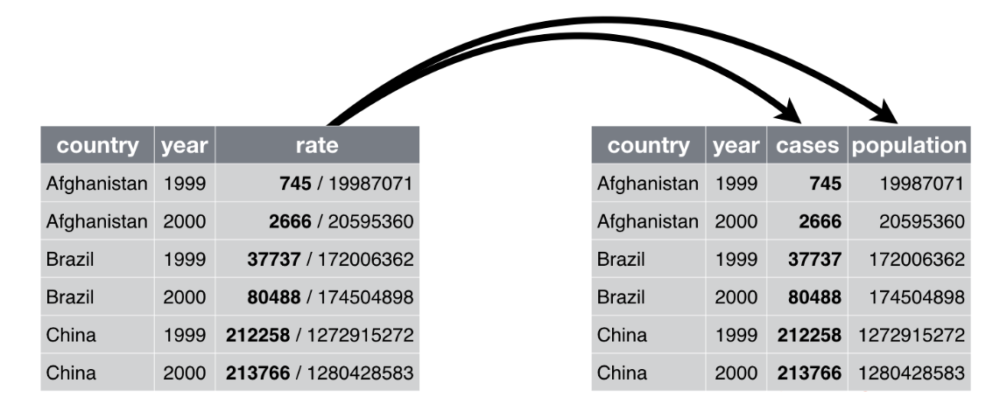 country year rate
Afghanistan 1999 745 / 19987071
Afghanistan 2000 2666 / 20595360
Brazil 1999 37737 / 172006362
Brazil 2000 80488 / 174504898
China 1999 212258 / 1272915272
China 2000 213766 / 1280428583
country year cases population
Afghanistan 1999 745 19987071
Afghanistan 2000 2666 20595360
Brazil 1999 37737 172006362
Brazil 2000 80488 174504898
China 1999 212258 1272915272
China 2000 213766 1280428583